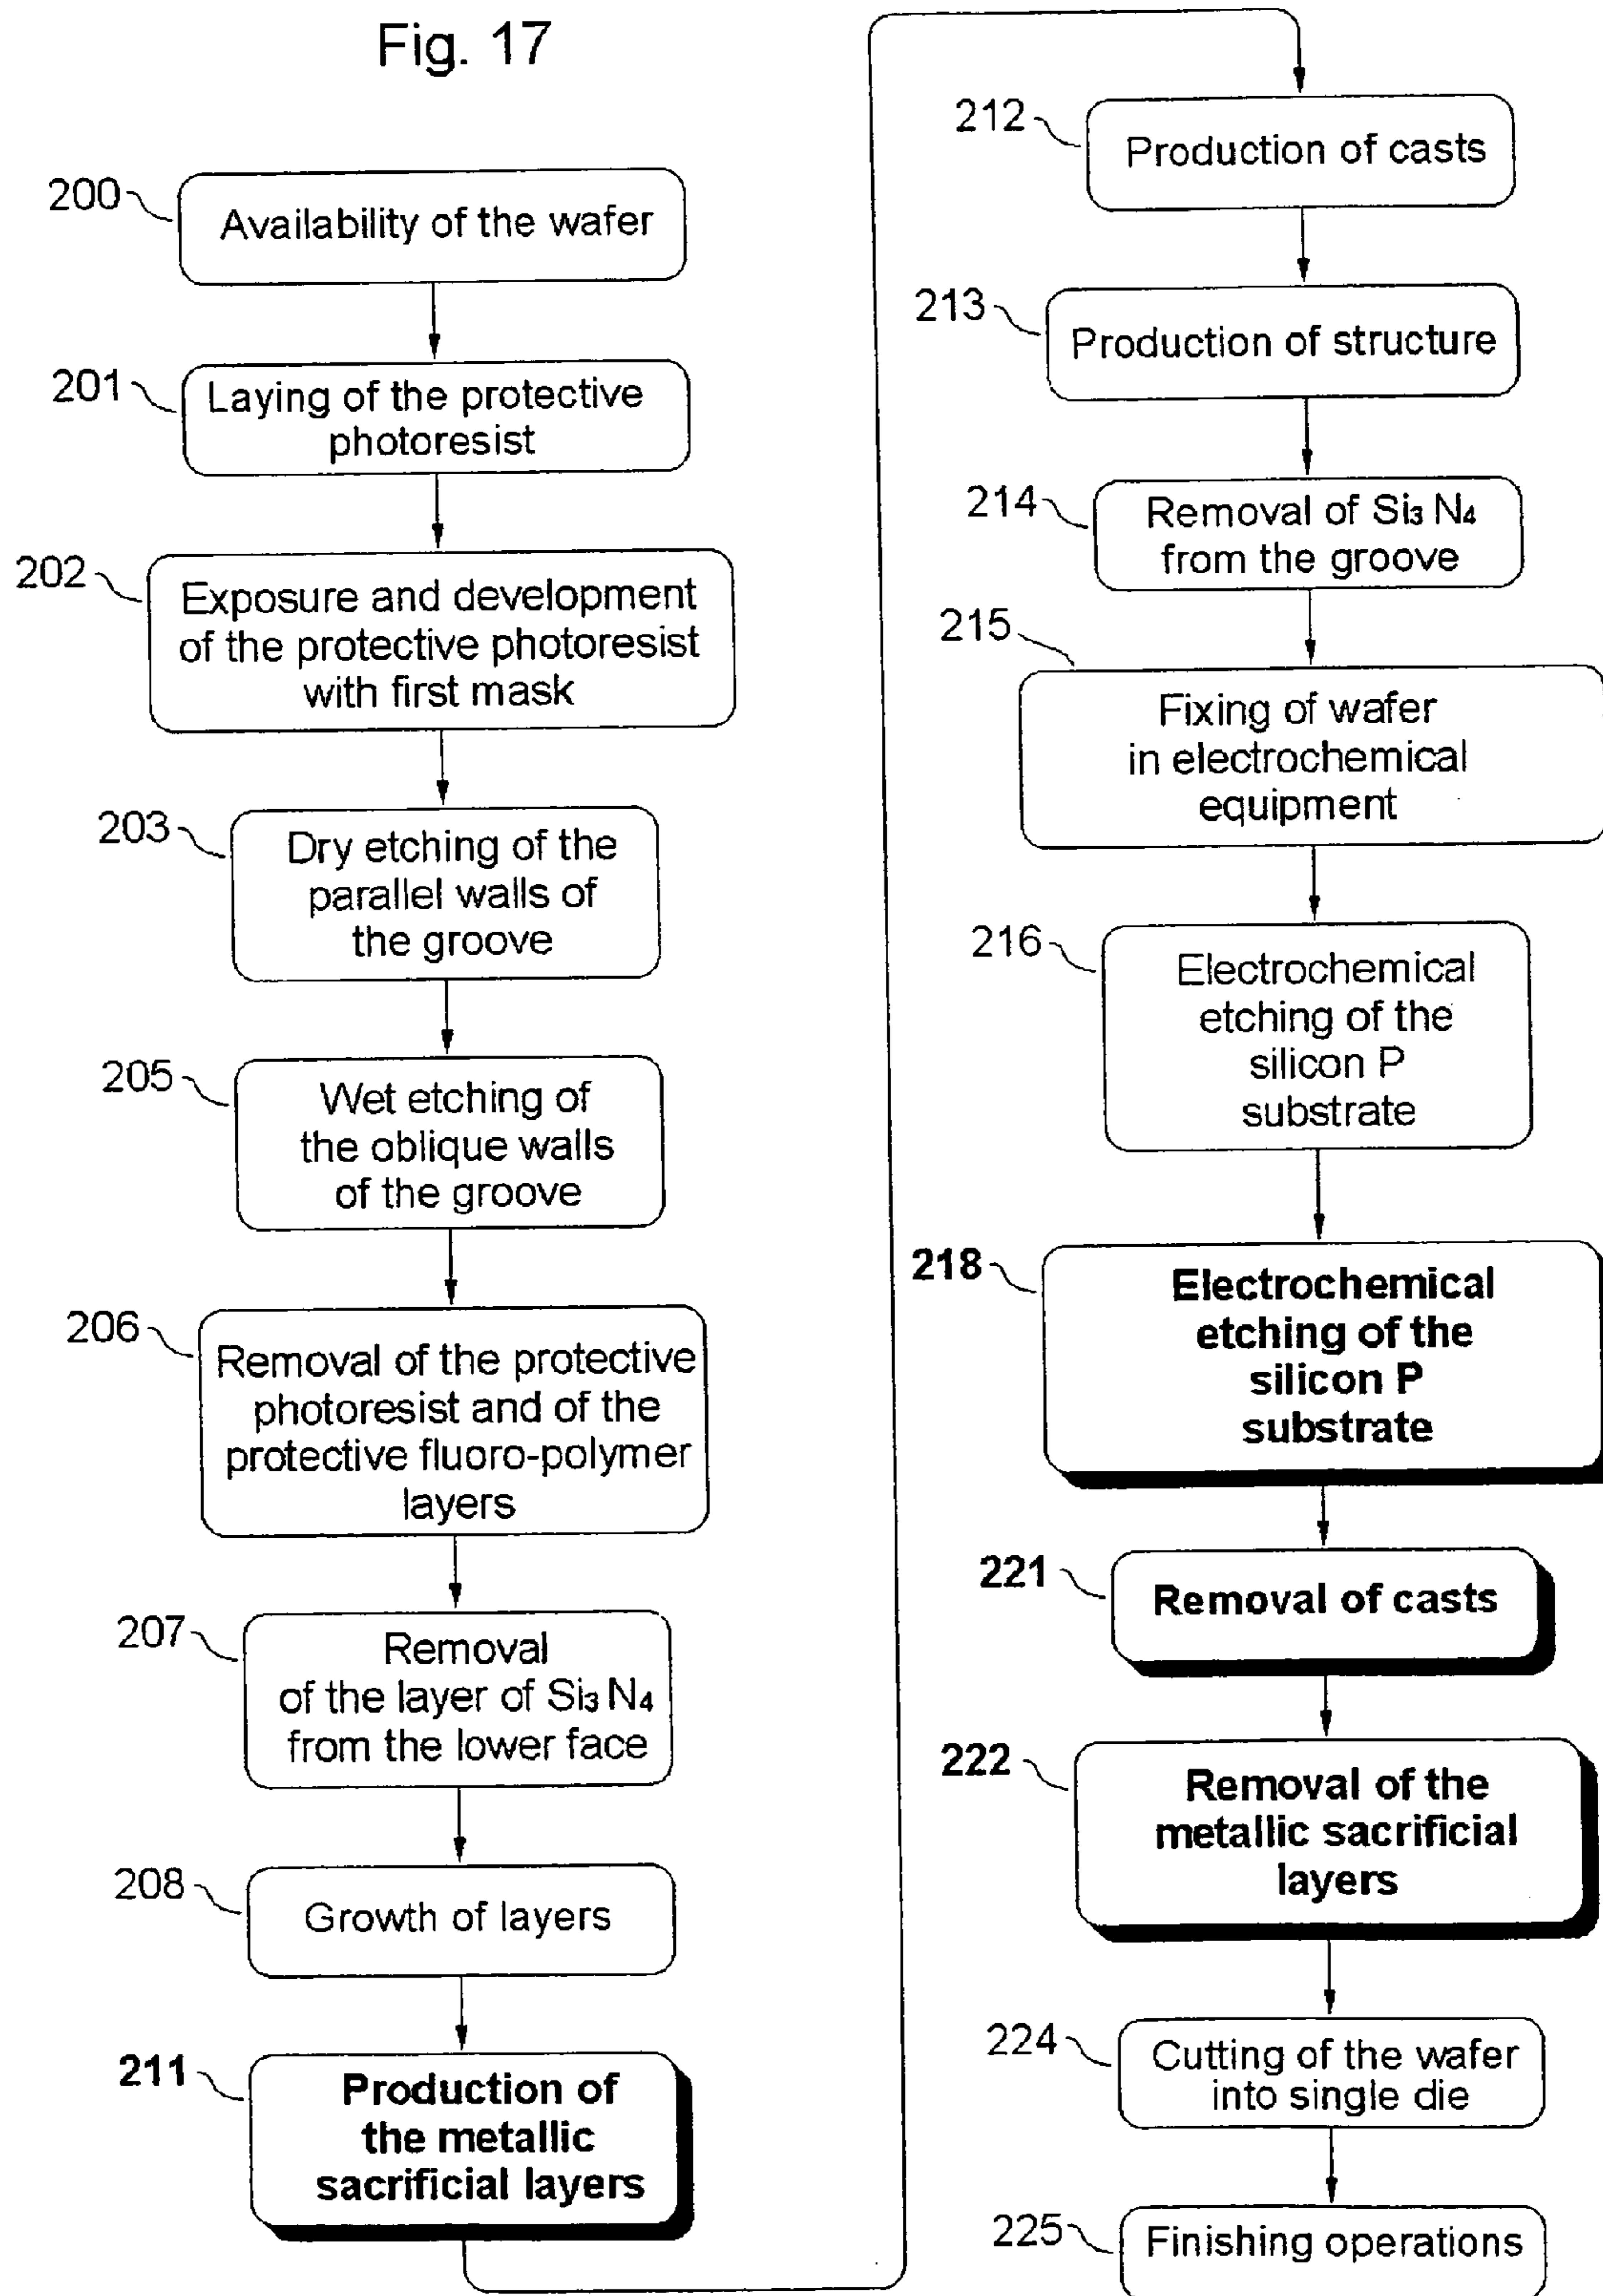 Fig. 17
200
Availability of the wafer
201
Laying of the protective
photoresist
202
Exposure and development
of the protective photoresist
with first mask
203
Dry etching of the
parallel walls of
the groove
205
Wet etching of
the oblique walls
of the groove
206
Removal of the protective
photoresist and of the
protective fluoro-polymer
layers
207
Removal
of the layer of Si₃ N₄
from the lower face
208
Growth of layers
211
Production of
the metallic
sacrificial layers
212
Production of casts
213
Production of structure
214
Removal of Si₃ N₄
from the groove
215
Fixing of wafer
in electrochemical
equipment
216
Electrochemical
etching of the
silicon P
substrate
218
Electrochemical
etching of the
silicon P
substrate
221
Removal of casts
222
Removal of the
metallic sacrificial
layers
224
Cutting of the wafer
into single die
225
Finishing operations